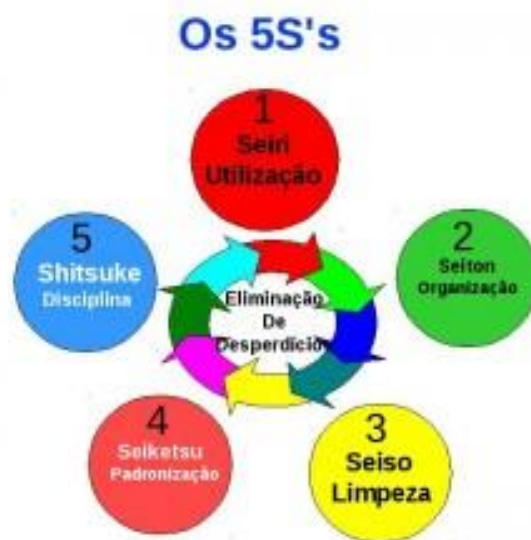 Os 5S's
1
Seiri
Utilização
2
Seiton
Organização
3
Seiso
Limpeza
4
Seiketsu
Padronização
5
Shitsuke
Disciplina
Eliminação
De
Desperdícios